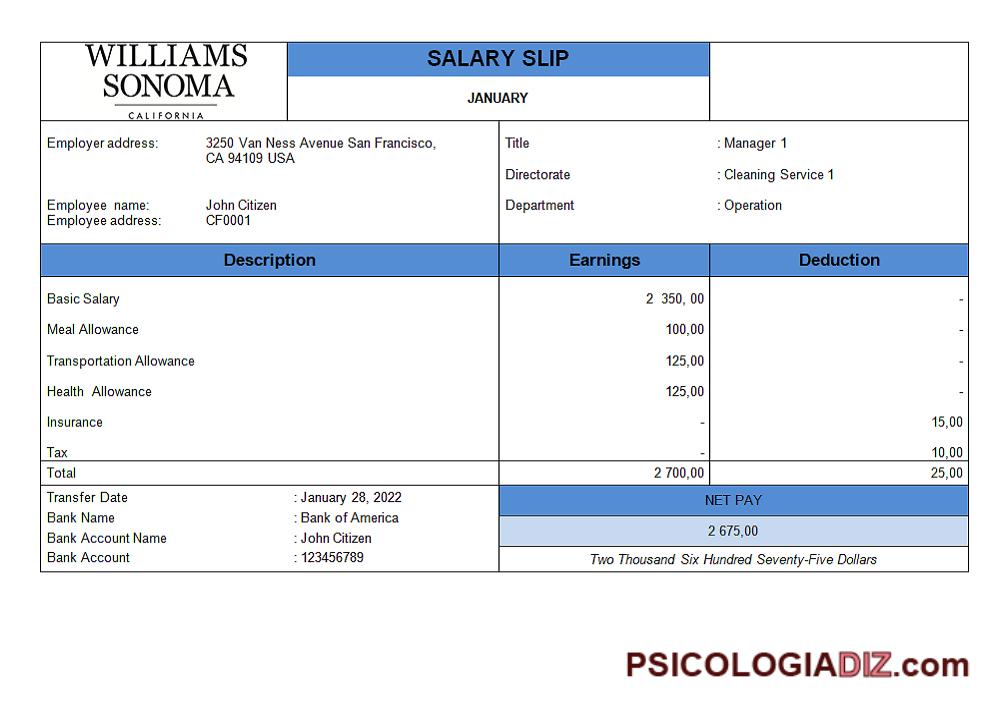 WILLIAMS
SONOMA
CALIFORNIA
SALARY SLIP
JANUARY
Employer address: 3250 Van Ness Avenue San Francisco,
CA 94109 USA
Employee name: John Citizen
Employee address: CF0001
Title : Manager 1
Directorate : Cleaning Service 1
Department : Operation
Description Earnings Deduction
Basic Salary 2 350, 00 -
Meal Allowance 100,00 -
Transportation Allowance 125,00 -
Health Allowance 125,00 -
Insurance - 15,00
Tax - 10,00
Total 2 700,00 25,00
Transfer Date : January 28, 2022
Bank Name : Bank of America
Bank Account Name : John Citizen
Bank Account : 123456789
NET PAY
2 675,00
Two Thousand Six Hundred Seventy-Five Dollars
PSICOLOGIADIZ.com